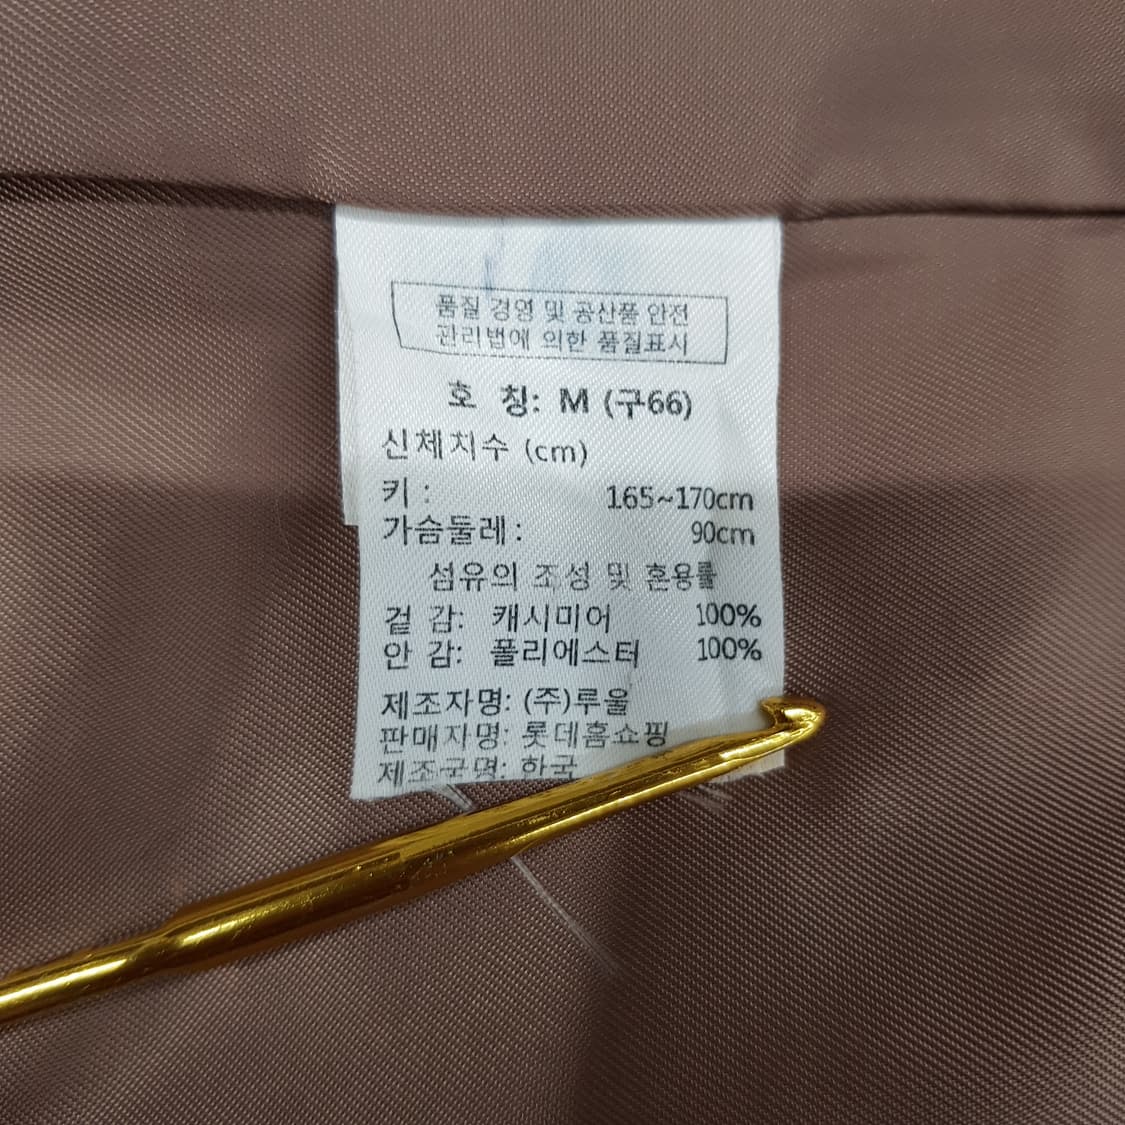 품질 경영 및 공산품 안전
관리법에 의한 품질표시
호 칭: M (구66)
신체치수 (cm)
키 : 165~170cm
가슴둘레 : 90cm
섬유의 조성 및 혼용률
겉 감: 캐시미어 100%
안 감: 폴리에스터 100%
제조자명: (주)루울
판매자명: 롯데홈쇼핑
제조국명: 한국